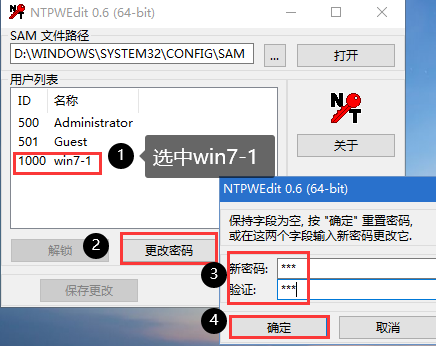 NTPWEdit 0.6 (64-bit)
SAM 文件路径
D:\WINDOWS\SYSTEM32\CONFIG\SAM
...
打开
用户列表
ID 名称
500 Administrator
501 Guest
1000 win7-1
1
选中win7-1
NT
关于
2
解锁
更改密码
保存更改
NTPWEdit 0.6 (64-bit)
保持字段为空, 按 "确定" 重置密码,
或在这两个字段输入新密码更改它.
3
新密码: ***
验证: ***
4
确定
取消